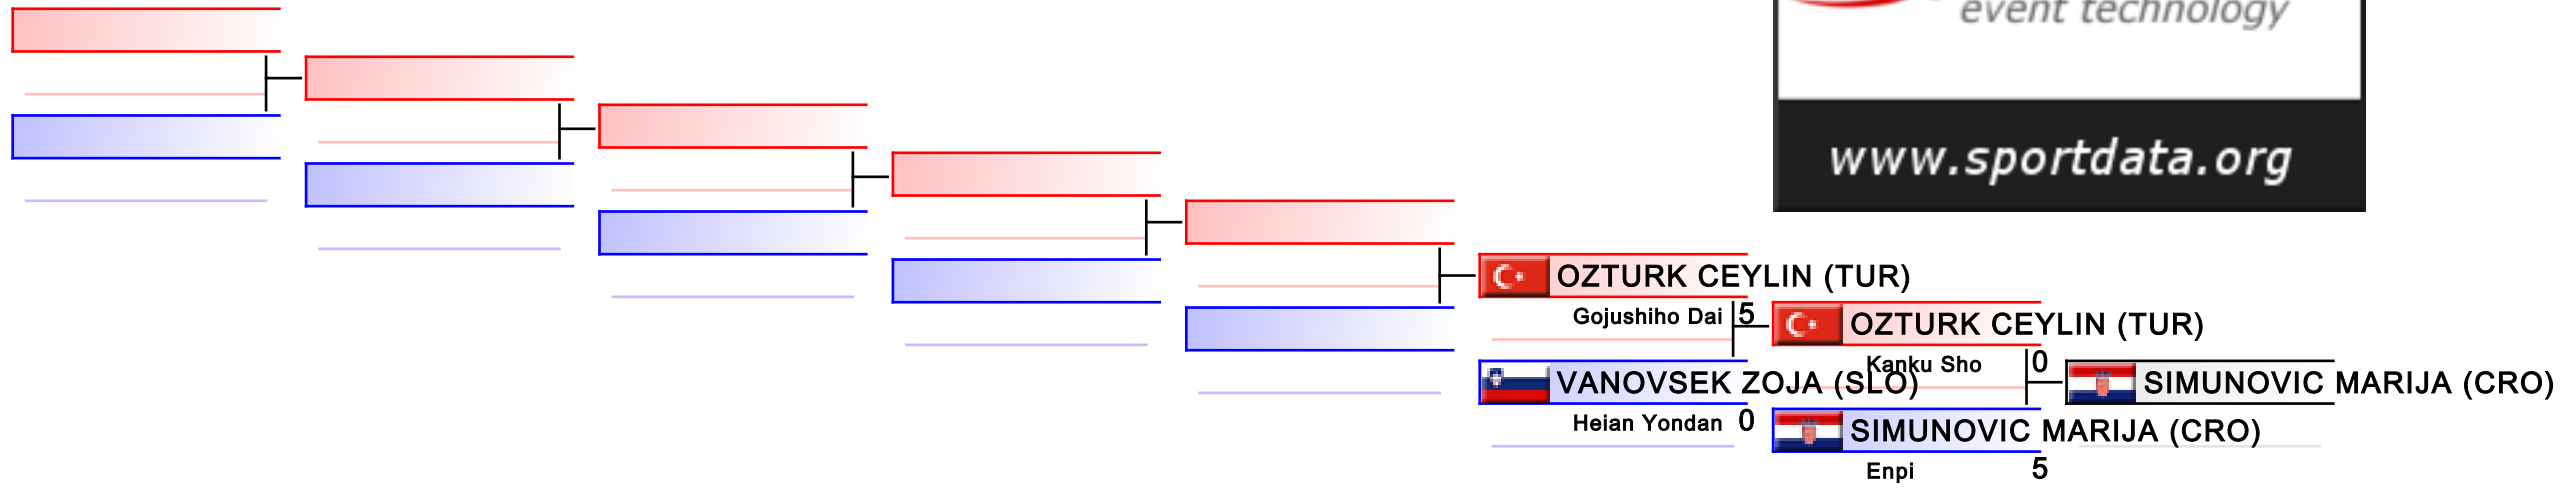 event technology
www.sportdata.org
OZTURK CEYLIN (TUR)
Gojushiho Dai 5
OZTURK CEYLIN (TUR)
Kanku Sho 0
VANOVSEK ZOJA (SLO)
Heian Yondan 0
SIMUNOVIC MARIJA (CRO)
SIMUNOVIC MARIJA (CRO)
Enpi 5